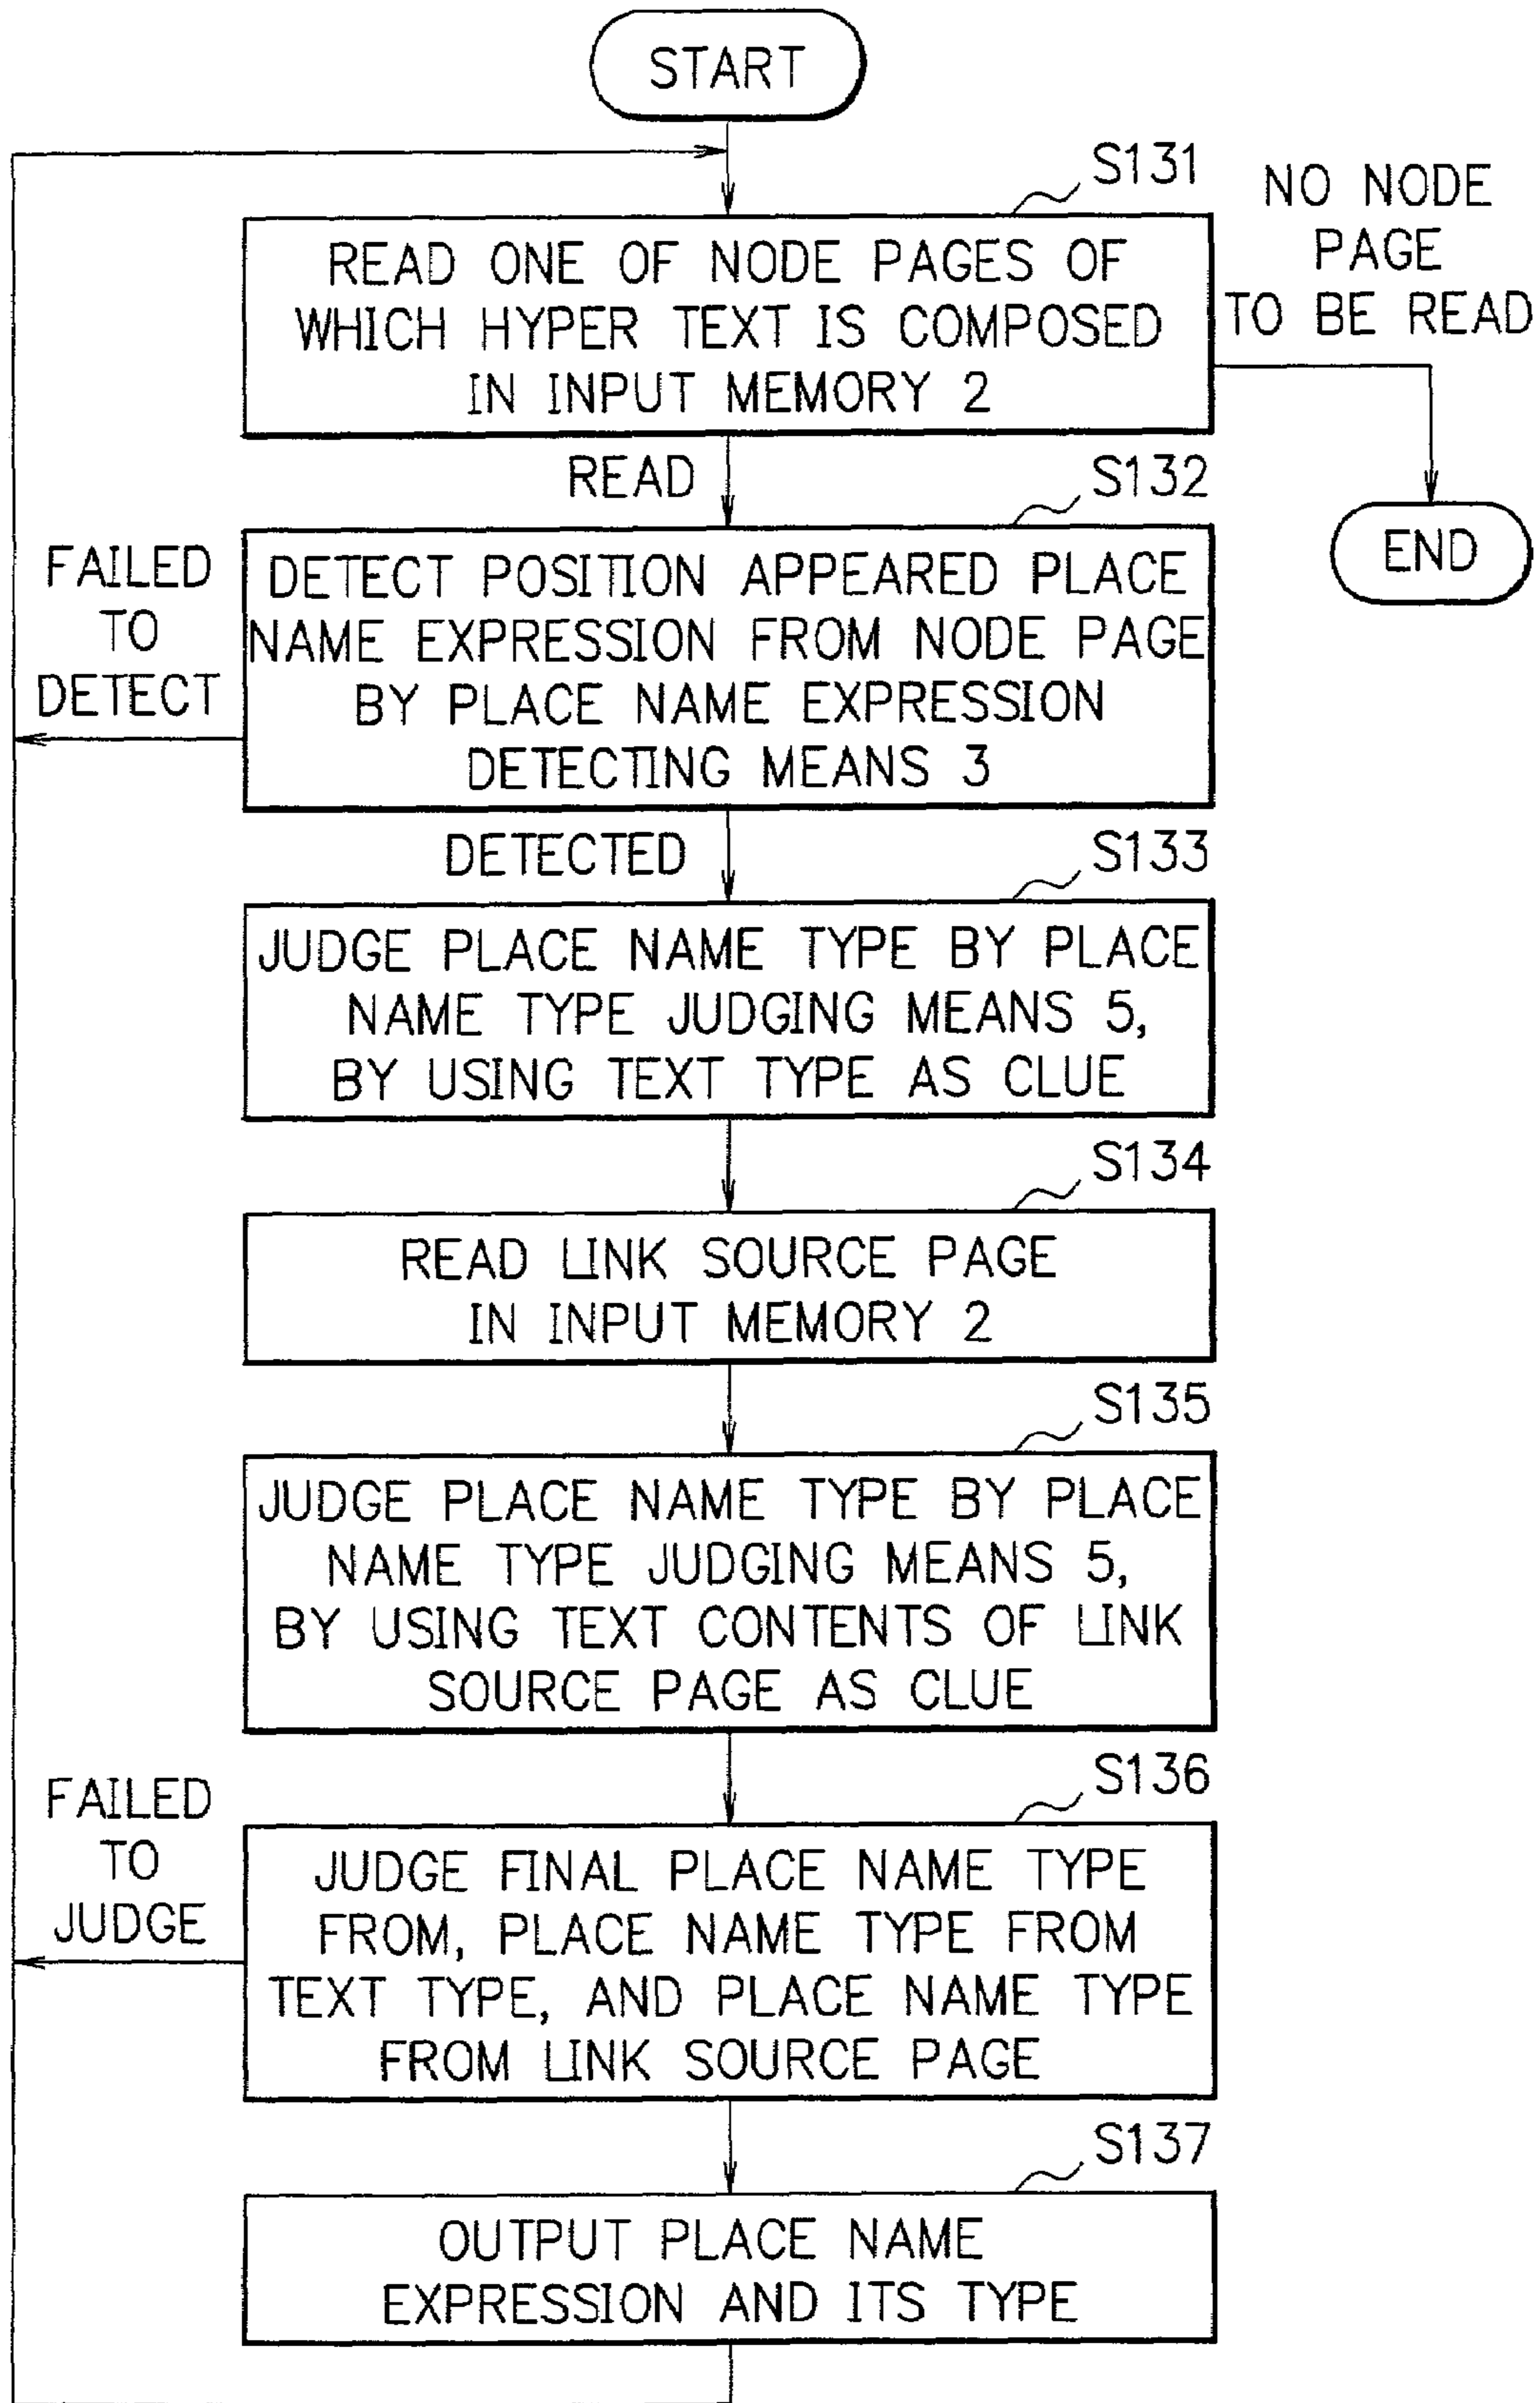 START
S131
NO NODE
PAGE
TO BE READ
READ ONE OF NODE PAGES OF
WHICH HYPER TEXT IS COMPOSED
IN INPUT MEMORY 2
READ
S132
END
FAILED
TO
DETECT
DETECT POSITION APPEARED PLACE
NAME EXPRESSION FROM NODE PAGE
BY PLACE NAME EXPRESSION
DETECTING MEANS 3
DETECTED
S133
JUDGE PLACE NAME TYPE BY PLACE
NAME TYPE JUDGING MEANS 5,
BY USING TEXT TYPE AS CLUE
S134
READ LINK SOURCE PAGE
IN INPUT MEMORY 2
S135
JUDGE PLACE NAME TYPE BY PLACE
NAME TYPE JUDGING MEANS 5,
BY USING TEXT CONTENTS OF LINK
SOURCE PAGE AS CLUE
S136
FAILED
TO
JUDGE
JUDGE FINAL PLACE NAME TYPE
FROM, PLACE NAME TYPE FROM
TEXT TYPE, AND PLACE NAME TYPE
FROM LINK SOURCE PAGE
S137
OUTPUT PLACE NAME
EXPRESSION AND ITS TYPE